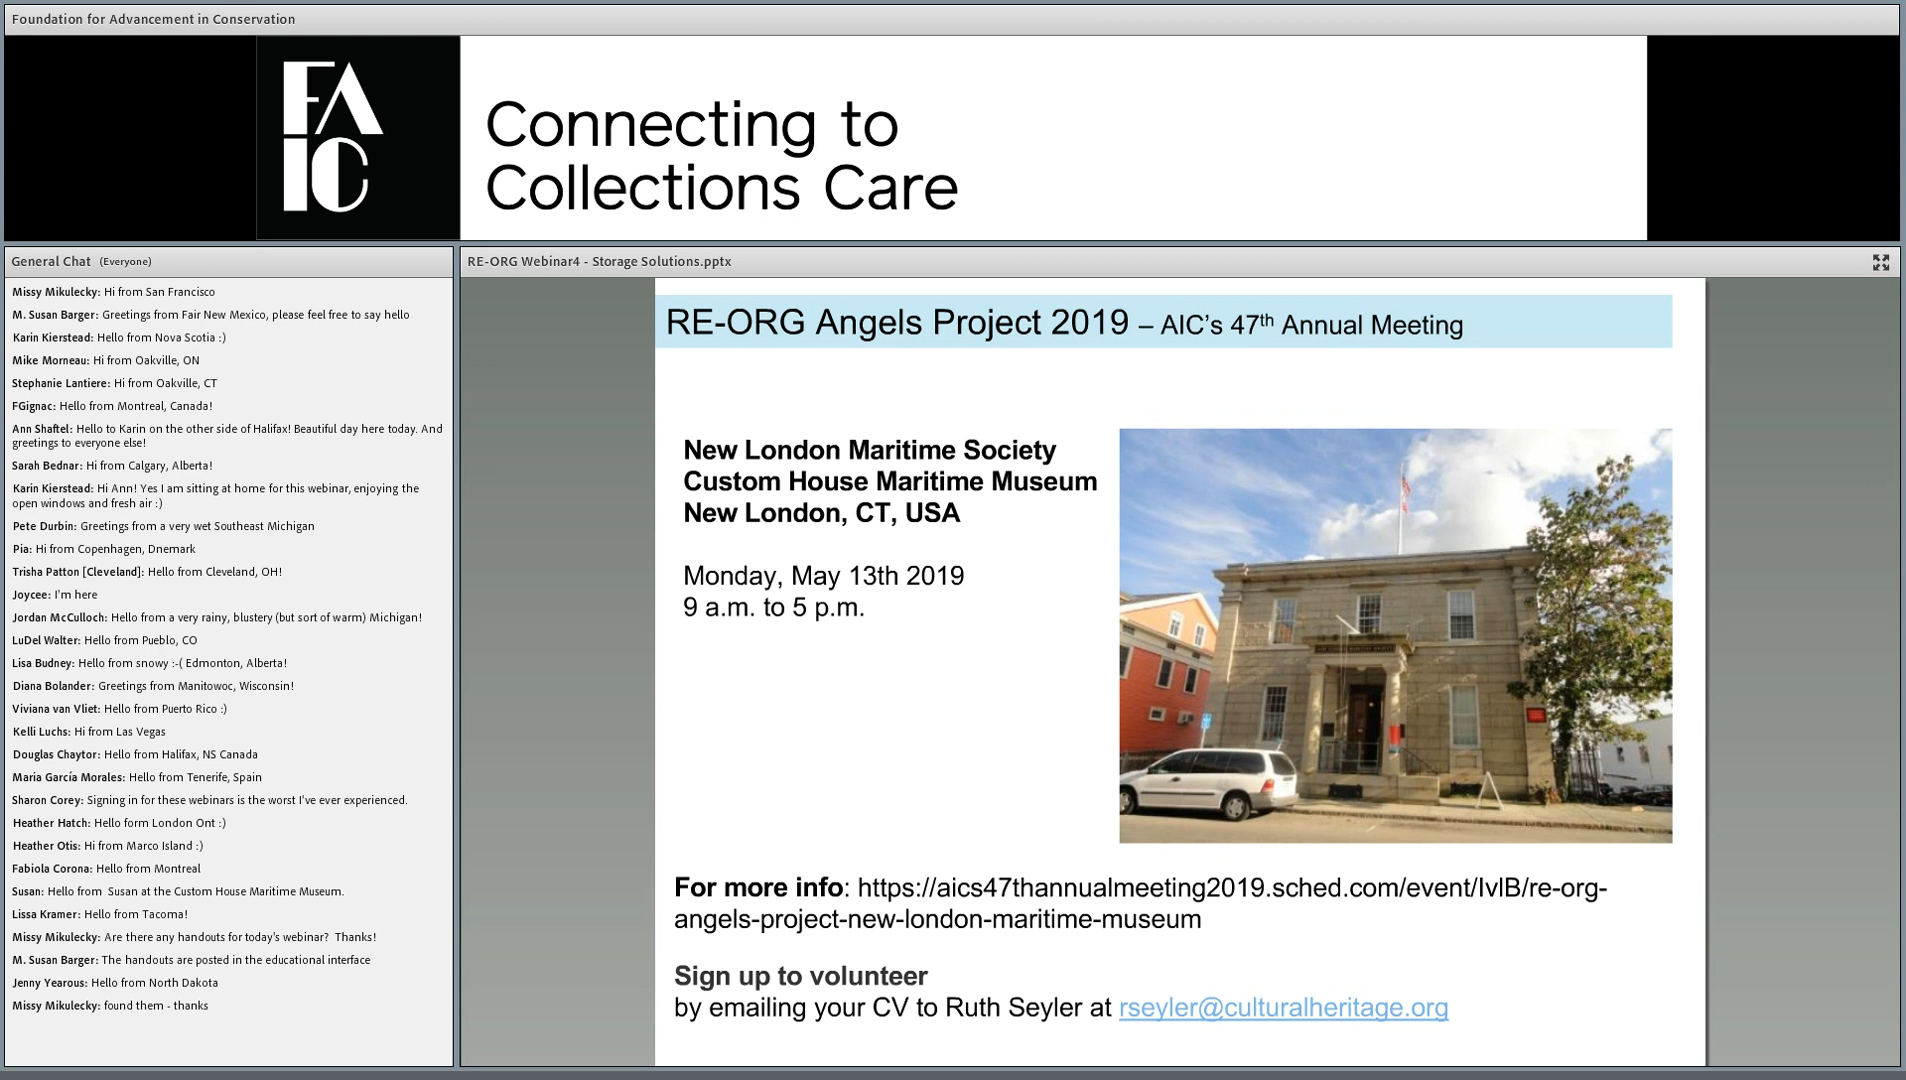 Foundation for Advancement in Conservation
FA
IC
Connecting to
Collections Care
General Chat (Everyone)
Missy Mikulecky: Hi from San Francisco
M. Susan Barger: Greetings from Fair New Mexico, please feel free to say hello
Karin Kierstead: Hello from Nova Scotia :)
Mike Morneau: Hi from Oakville, ON
Stephanie Lantiere: Hi from Oakville, CT
FGignac: Hello from Montreal, Canada!
Ann Shaftel: Hello to Karin on the other side of Halifax! Beautiful day here today. And
greetings to everyone else!
Sarah Bednar: Hi from Calgary, Alberta!
Karin Kierstead: Hi Ann! Yes I am sitting at home for this webinar, enjoying the
open windows and fresh air :)
Pete Durbin: Greetings from a very wet Southeast Michigan
Pia: Hi from Copenhagen, Dnemark
Trisha Patton [Cleveland]: Hello from Cleveland, OH!
Joycee: I'm here
Jordan McCulloch: Hello from a very rainy, blustery (but sort of warm) Michigan!
LuDel Walter: Hello from Pueblo, CO
Lisa Budney: Hello from snowy :-( Edmonton, Alberta!
Diana Bolander: Greetings from Manitowoc, Wisconsin!
Viviana van Vliet: Hello from Puerto Rico :)
Kelli Luchs: Hi from Las Vegas
Douglas Chaytor: Hello from Halifax, NS Canada
Maria García Morales: Hello from Tenerife, Spain
Sharon Corey: Signing in for these webinars is the worst I've ever experienced.
Heather Hatch: Hello form London Ont :)
Heather Otis: Hi from Marco Island :)
Fabiola Corona: Hello from Montreal
Susan: Hello from Susan at the Custom House Maritime Museum.
Lissa Kramer: Hello from Tacoma!
Missy Mikulecky: Are there any handouts for today's webinar? Thanks!
M. Susan Barger: The handouts are posted in the educational interface
Jenny Yearous: Hello from North Dakota
Missy Mikulecky: found them - thanks
RE-ORG Webinar4 - Storage Solutions.pptx
RE-ORG Angels Project 2019 – AIC’s 47th Annual Meeting
New London Maritime Society
Custom House Maritime Museum
New London, CT, USA
Monday, May 13th 2019
9 a.m. to 5 p.m.
For more info: https://aics47thannualmeeting2019.sched.com/event/IvlB/re-org-
angels-project-new-london-maritime-museum
Sign up to volunteer
by emailing your CV to Ruth Seyler at rseyler@culturalheritage.org